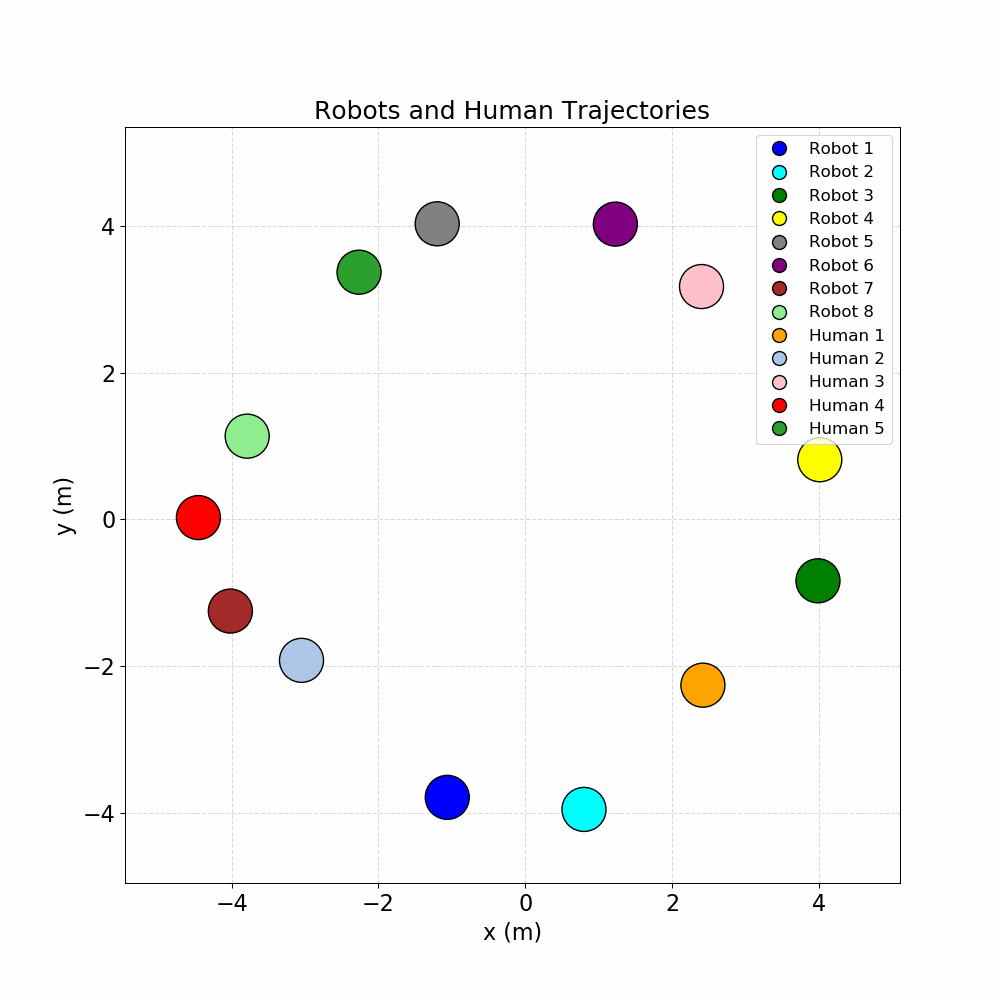 Robots and Human Trajectories
Robot 1
Robot 2
Robot 3
Robot 4
Robot 5
Robot 6
Robot 7
Robot 8
Human 1
Human 2
Human 3
Human 4
Human 5
4
2
0
−2
−4
y (m)
−4 −2 0 2 4
x (m)